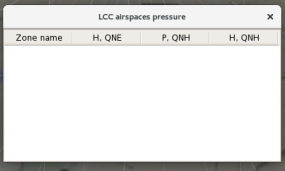 LCC airspaces pressure
Zone name H, QNE P, QNH H, QNH